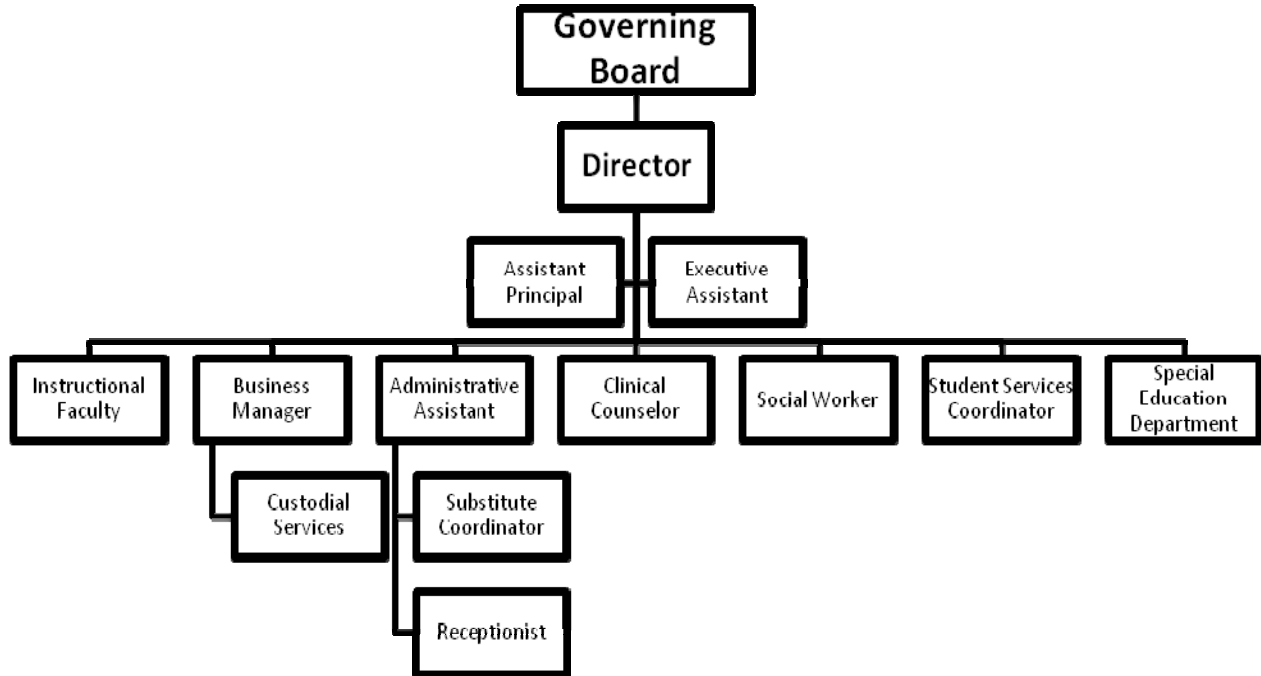 Governing
Board
Director
Assistant
Principal
Executive
Assistant
Instructional
Faculty
Business
Manager
Administrative
Assistant
Clinical
Counselor
Social Worker
Student Services
Coordinator
Special
Education
Department
Custodial
Services
Substitute
Coordinator
Receptionist